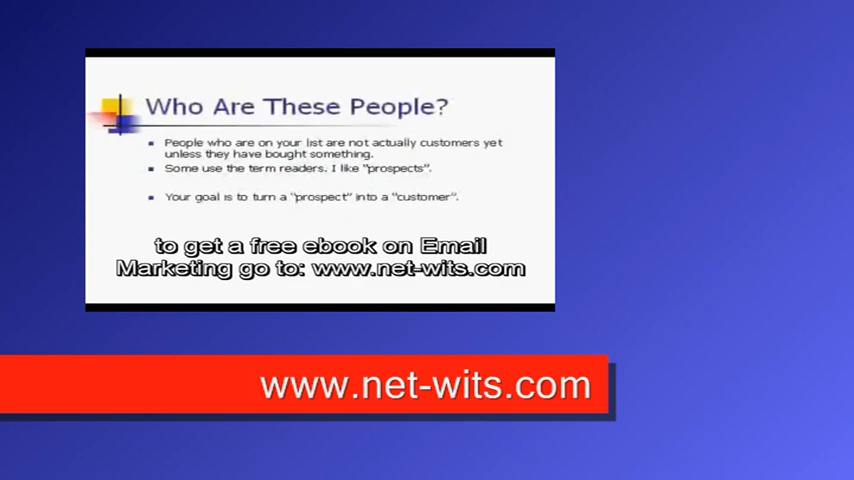 Who Are These People?
People who are on your list are not actually customers yet
unless they have bought something.
Some use the term readers. I like "prospects".
Your goal is to turn a "prospect" into a "customer".
to get a free ebook on Email
Marketing go to: www.net-wits.com
www.net-wits.com